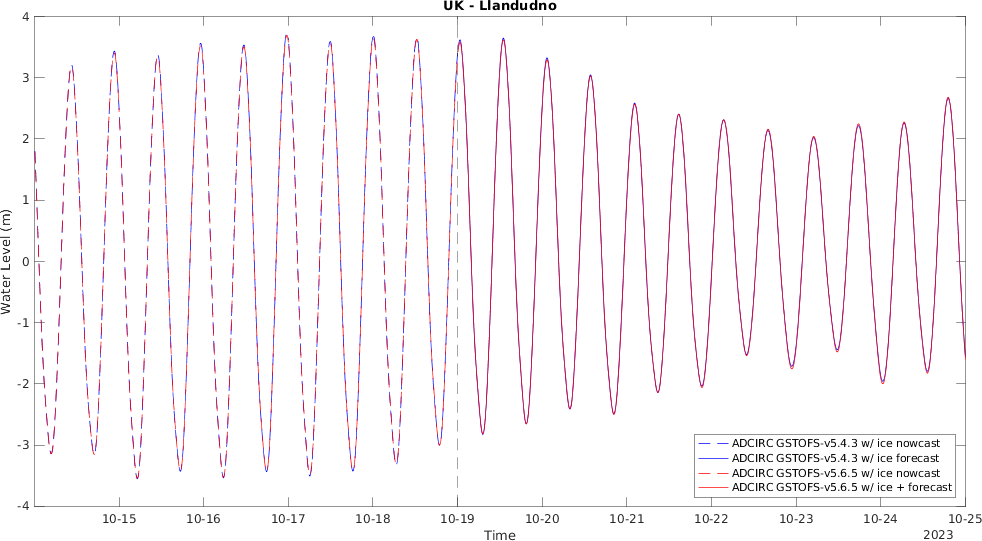 UK - Llandudno
4
3
2
1
0
-1
-2
-3
-4
Water Level (m)
ADCIRC GSTOFS-v5.4.3 w/ ice nowcast
ADCIRC GSTOFS-v5.4.3 w/ ice forecast
ADCIRC GSTOFS-v5.6.5 w/ ice nowcast
ADCIRC GSTOFS-v5.6.5 w/ ice + forecast
10-15 10-16 10-17 10-18 10-19 10-20 10-21 10-22 10-23 10-24 10-25
Time
2023